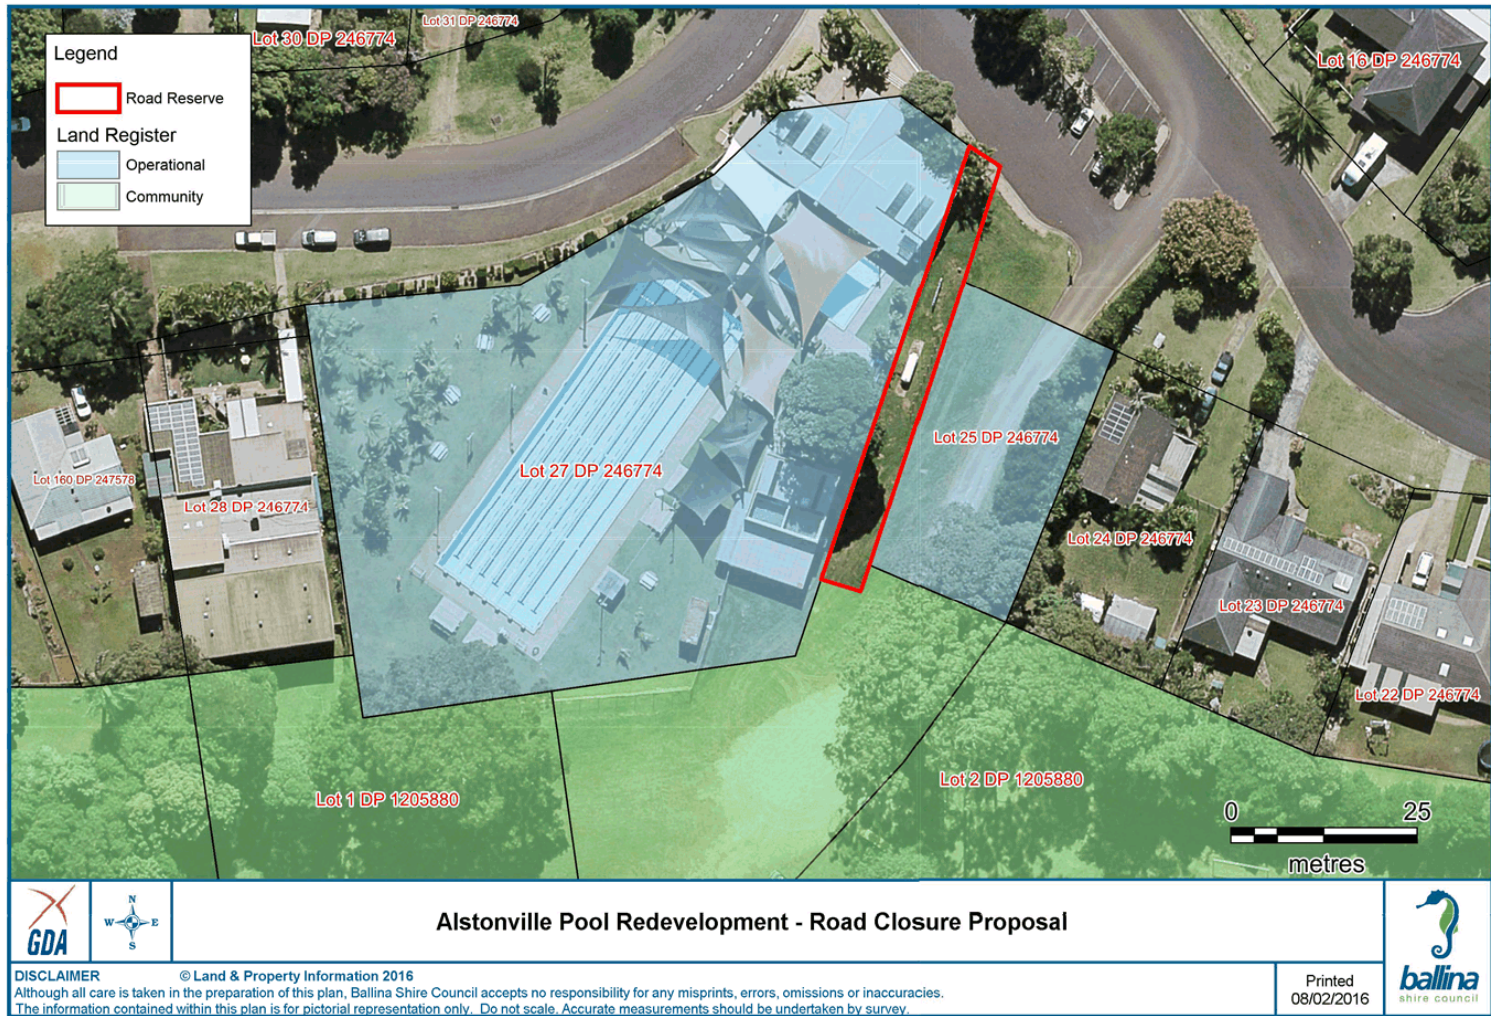 Lot 30 DP 246774
Lot 31 DP 246774
Legend
Road Reserve
Land Register
Operational
Community
Lot 16 DP 246774
Lot 25 DP 246774
Lot 27 DP 246774
Lot 160 DP 247578
Lot 28 DP 246774
Lot 24 DP 246774
Lot 23 DP 246774
Lot 22 DP 246774
Lot 1 DP 1205880
Lot 2 DP 1205880
0 25
metres
GDA
N
W E
S
Alstonville Pool Redevelopment - Road Closure Proposal
ballina
shire council
DISCLAIMER © Land & Property Information 2016
Although all care is taken in the preparation of this plan, Ballina Shire Council accepts no responsibility for any misprints, errors, omissions or inaccuracies.
The information contained within this plan is for pictorial representation only. Do not scale. Accurate measurements should be undertaken by survey.
Printed
08/02/2016